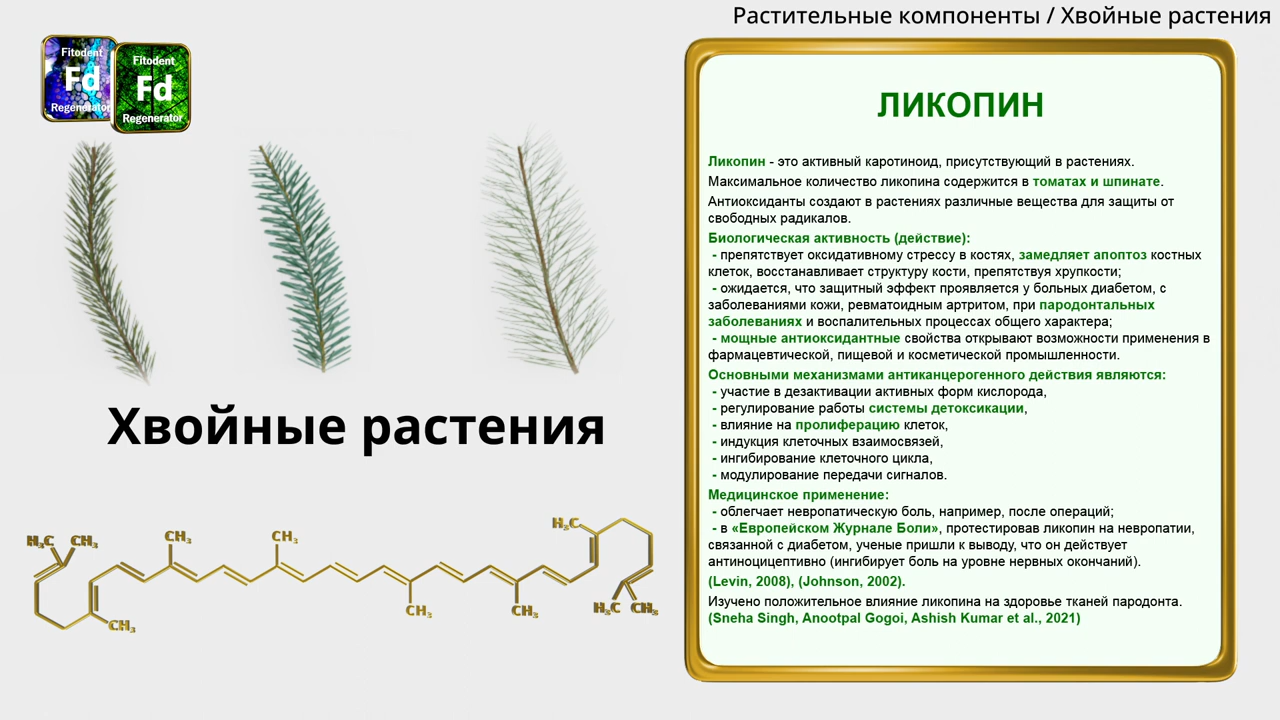 Растительные компоненты / Хвойные растения
Fitodent
Fd
Regenerator
Fitodent
Fd
Regenerator
Хвойные растения
H₃C
CH₃
CH₃
CH₃
CH₃
CH₃
CH₃
H₃C
H₃C
CH₃
ЛИКОПИН
Ликопин - это активный каротиноид, присутствующий в растениях.
Максимальное количество ликопина содержится в томатах и шпинате.
Антиоксиданты создают в растениях различные вещества для защиты от
свободных радикалов.
Биологическая активность (действие):
- препятствует оксидативному стрессу в костях, замедляет апоптоз костных
клеток, восстанавливает структуру кости, препятствуя хрупкости;
- ожидается, что защитный эффект проявляется у больных диабетом, с
заболеваниями кожи, ревматоидным артритом, при пародонтальных
заболеваниях и воспалительных процессах общего характера;
- мощные антиоксидантные свойства открывают возможности применения в
фармацевтической, пищевой и косметической промышленности.
Основными механизмами антиканцерогенного действия являются:
- участие в дезактивации активных форм кислорода,
- регулирование работы системы детоксикации,
- влияние на пролиферацию клеток,
- индукция клеточных взаимосвязей,
- ингибирование клеточного цикла,
- модулирование передачи сигналов.
Медицинское применение:
- облегчает невропатическую боль, например, после операций;
- в «Европейском Журнале Боли», протестировав ликопин на невропатии,
связанной с диабетом, ученые пришли к выводу, что он действует
антиноцицептивно (ингибирует боль на уровне нервных окончаний).
(Levin, 2008), (Johnson, 2002).
Изучено положительное влияние ликопина на здоровье тканей пародонта.
(Sneha Singh, Anootpal Gogoi, Ashish Kumar et al., 2021)